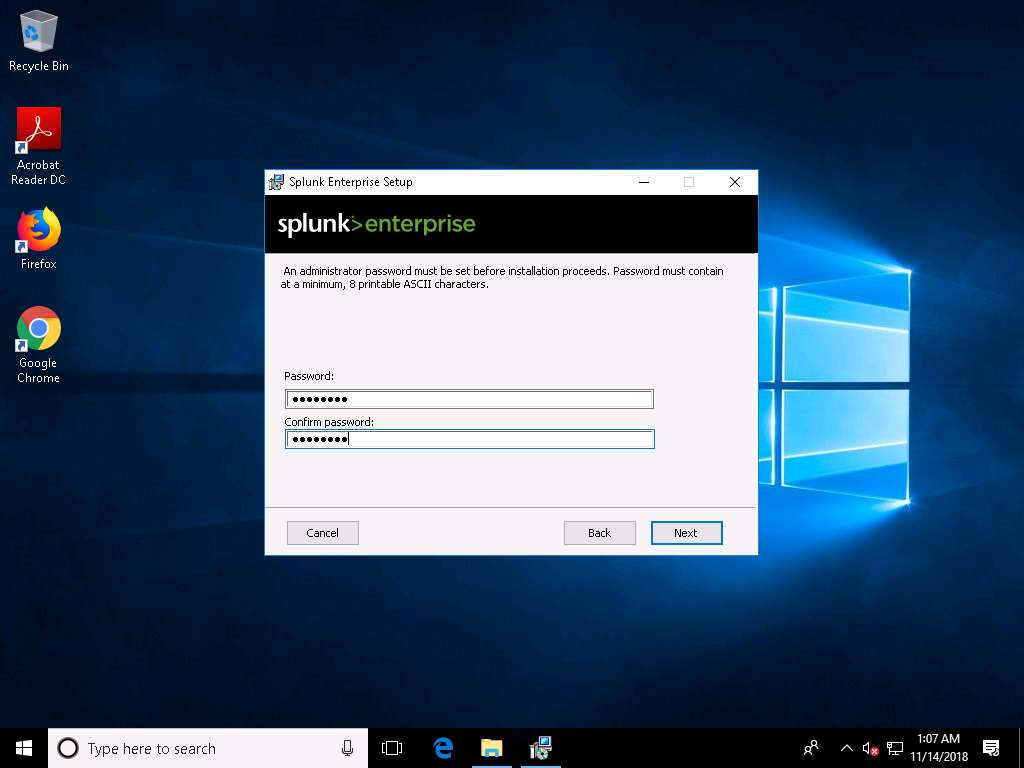 Recycle Bin
Acrobat
Reader DC
Firefox
Google
Chrome
Splunk Enterprise Setup
splunk>enterprise
An administrator password must be set before installation proceeds. Password must contain
at a minimum, 8 printable ASCII characters.
Password:
●●●●●●●●
Confirm password:
●●●●●●●●
Cancel
Back
Next
Type here to search
1:07 AM
11/14/2018